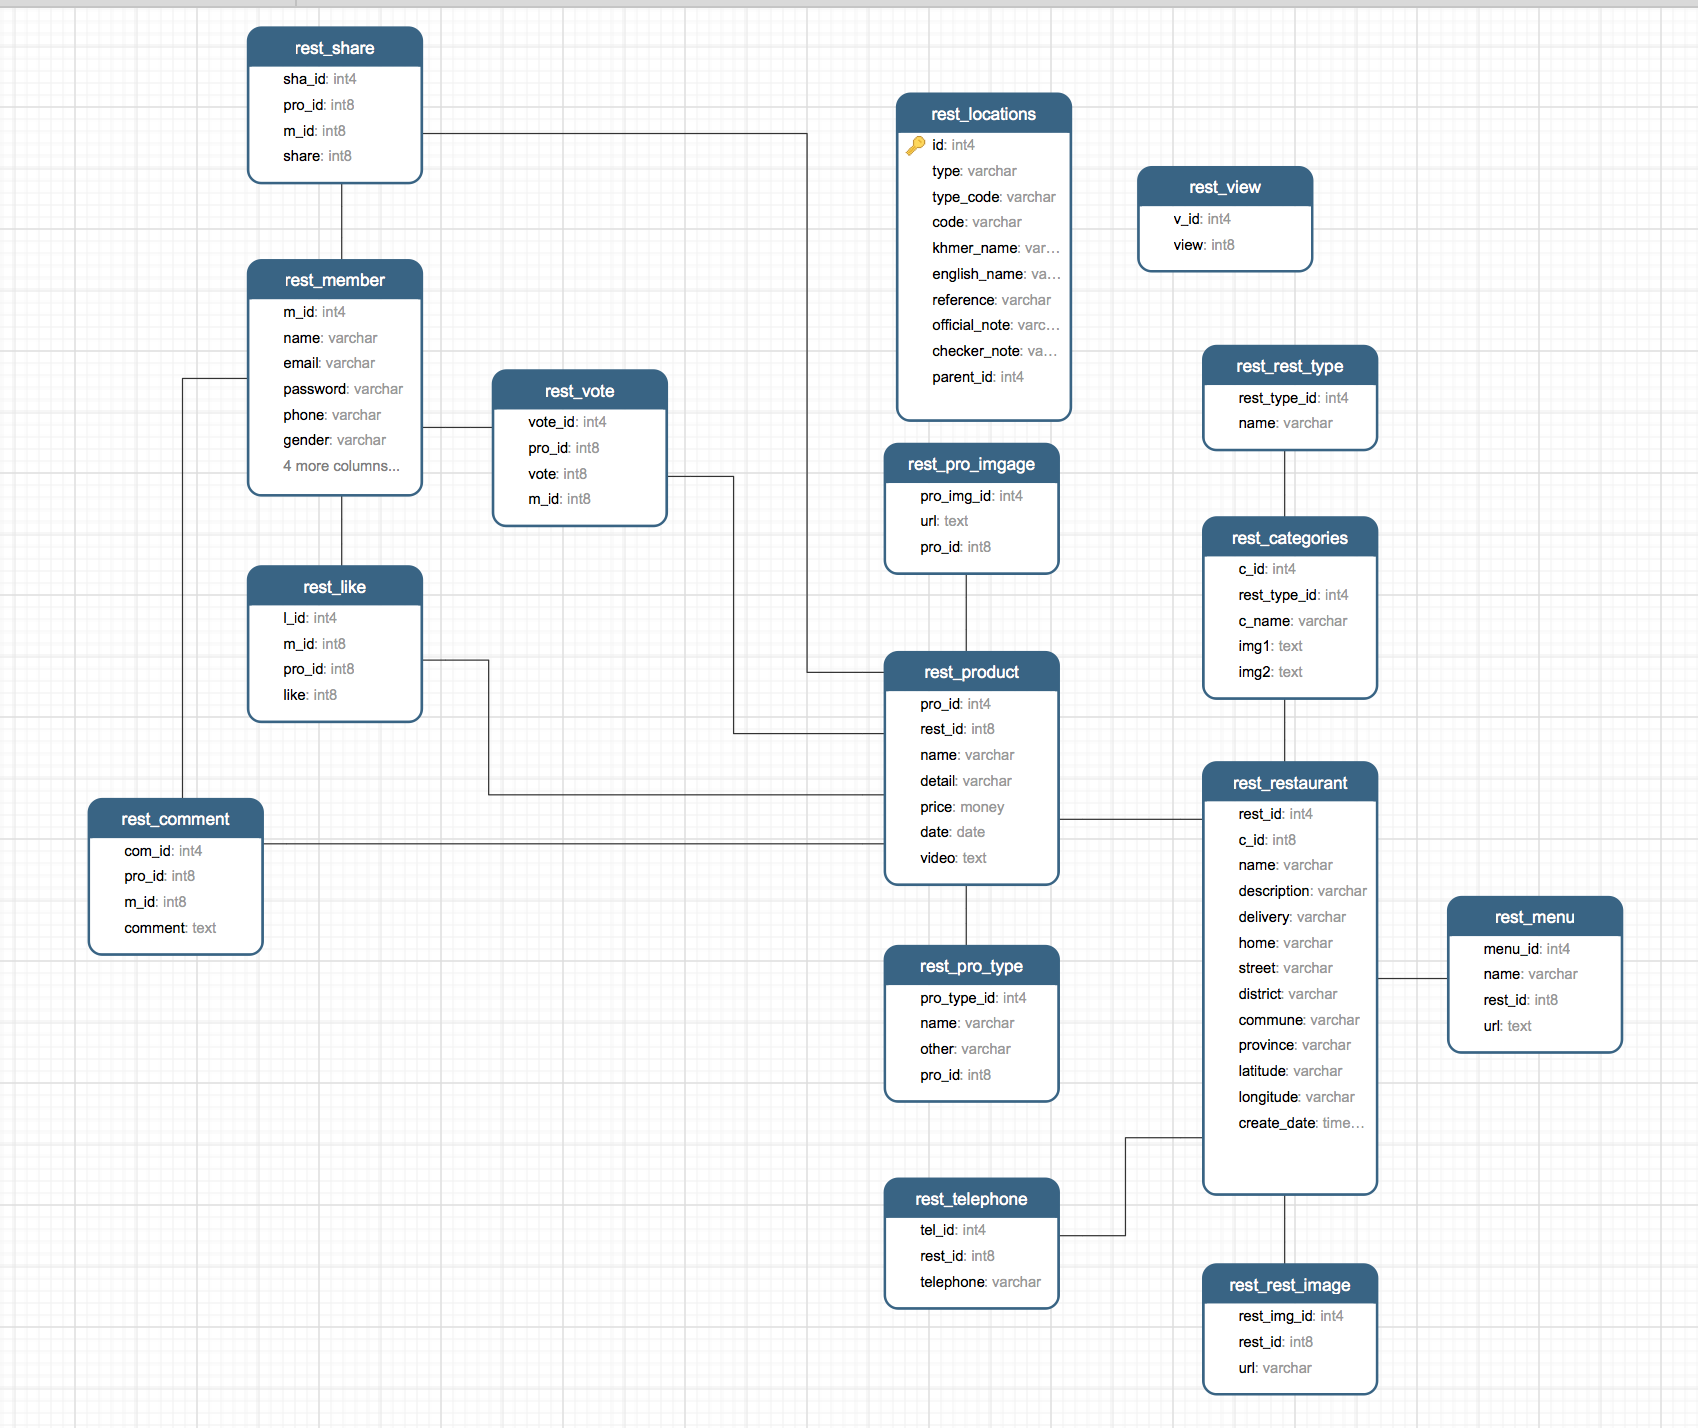 rest_share
sha_id: int4
pro_id: int8
m_id: int8
share: int8
rest_member
m_id: int4
name: varchar
email: varchar
password: varchar
phone: varchar
gender: varchar
4 more columns...
rest_vote
vote_id: int4
pro_id: int8
vote: int8
m_id: int8
rest_like
l_id: int4
m_id: int8
pro_id: int8
like: int8
rest_comment
com_id: int4
pro_id: int8
m_id: int8
comment: text
rest_locations
id: int4
type: varchar
type_code: varchar
code: varchar
khmer_name: var...
english_name: va...
reference: varchar
official_note: varc...
checker_note: va...
parent_id: int4
rest_view
v_id: int4
view: int8
rest_pro_imgage
pro_img_id: int4
url: text
pro_id: int8
rest_product
pro_id: int4
rest_id: int8
name: varchar
detail: varchar
price: money
date: date
video: text
rest_pro_type
pro_type_id: int4
name: varchar
other: varchar
pro_id: int8
rest_telephone
tel_id: int4
rest_id: int8
telephone: varchar
rest_rest_type
rest_type_id: int4
name: varchar
rest_categories
c_id: int4
rest_type_id: int4
c_name: varchar
img1: text
img2: text
rest_restaurant
rest_id: int4
c_id: int8
name: varchar
description: varchar
delivery: varchar
home: varchar
street: varchar
district: varchar
commune: varchar
province: varchar
latitude: varchar
longitude: varchar
create_date: time...
rest_menu
menu_id: int4
name: varchar
rest_id: int8
url: text
rest_rest_image
rest_img_id: int4
rest_id: int8
url: varchar